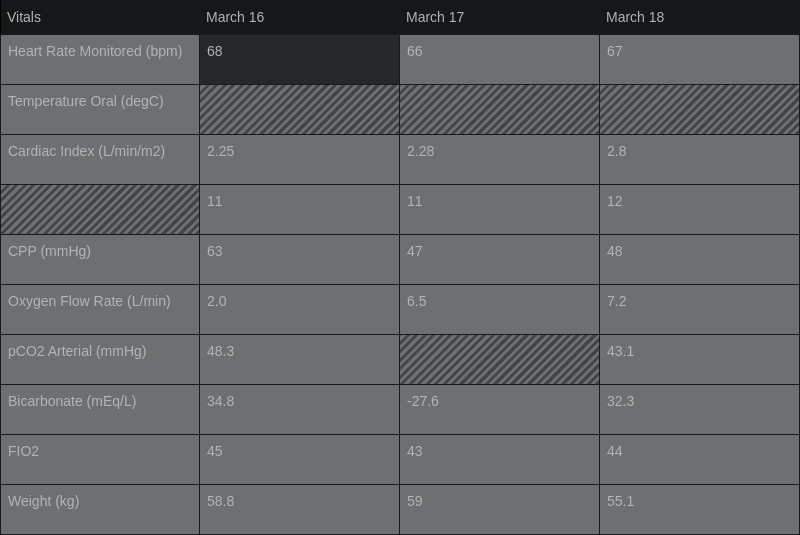 Vitals March 16 March 17 March 18
Heart Rate Monitored (bpm) 68 66 67
Temperature Oral (degC)
Cardiac Index (L/min/m2) 2.25 2.28 2.8
11 11 12
CPP (mmHg) 63 47 48
Oxygen Flow Rate (L/min) 2.0 6.5 7.2
pCO2 Arterial (mmHg) 48.3 43.1
Bicarbonate (mEq/L) 34.8 -27.6 32.3
FIO2 45 43 44
Weight (kg) 58.8 59 55.1